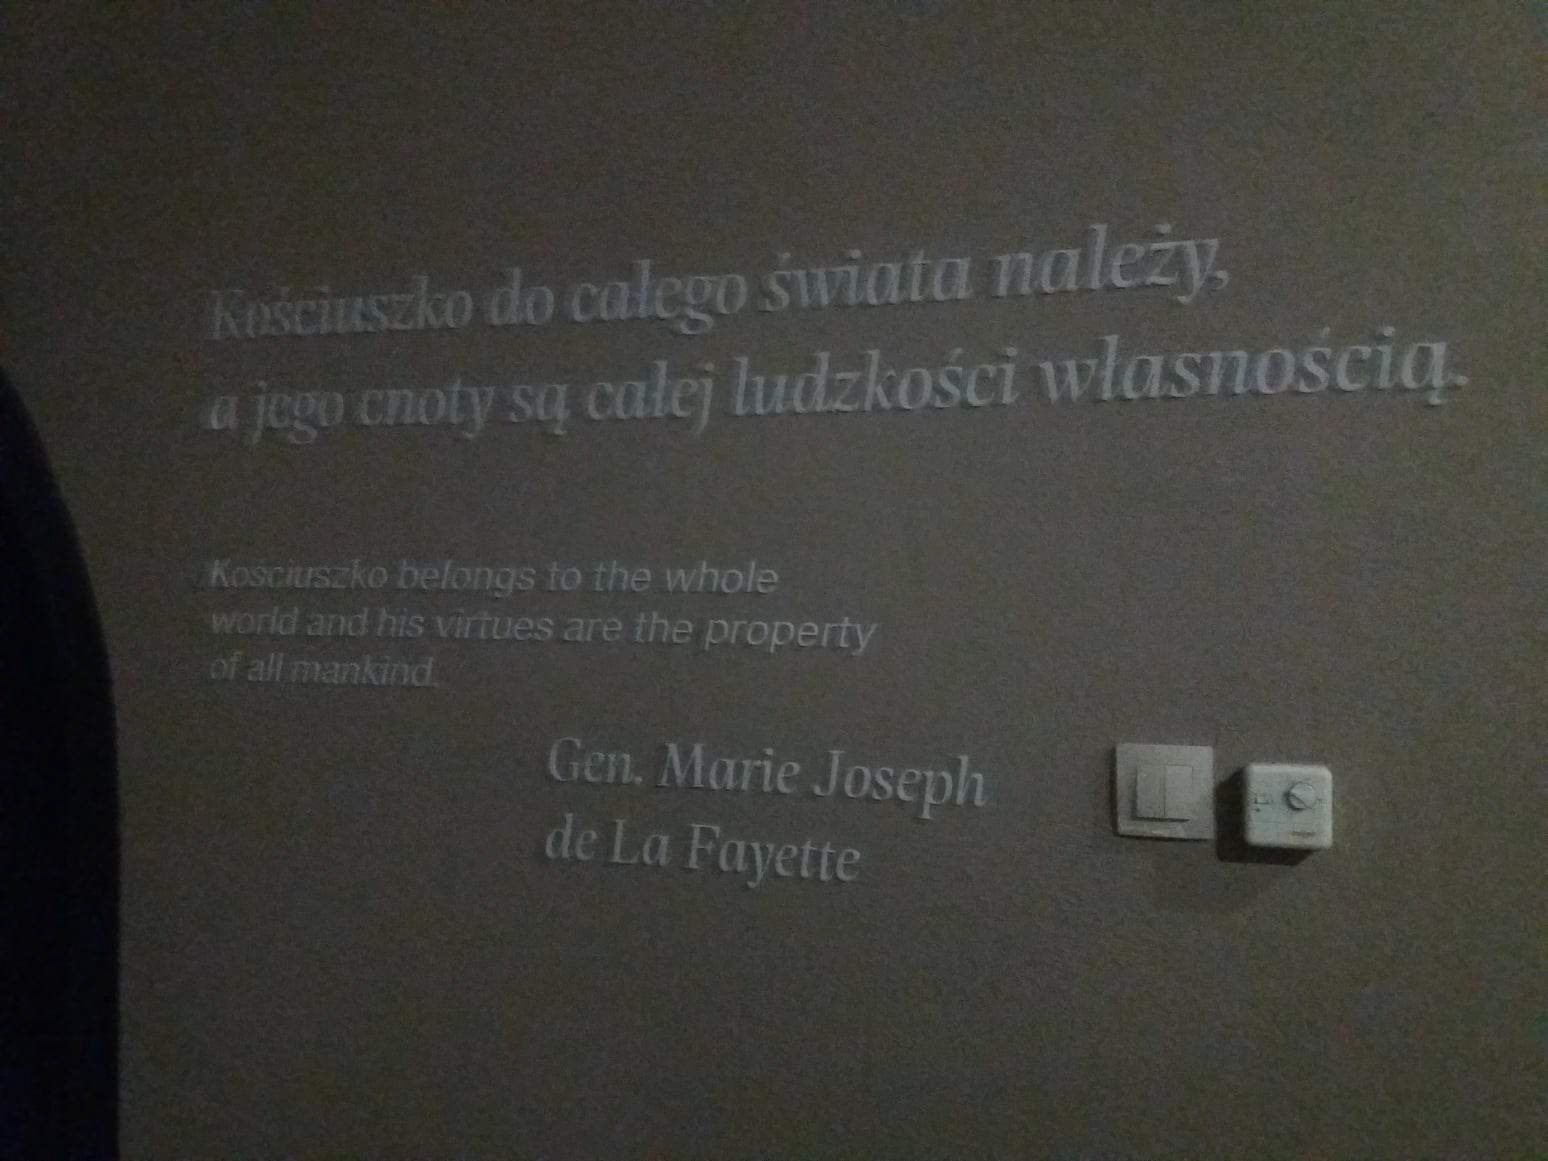 Kościuszko do całego świata należy,
a jego cnoty są całej ludzkości własnością.
Kościuszko belongs to the whole
world and his virtues are the property
of all mankind.
Gen. Marie Joseph
de La Fayette